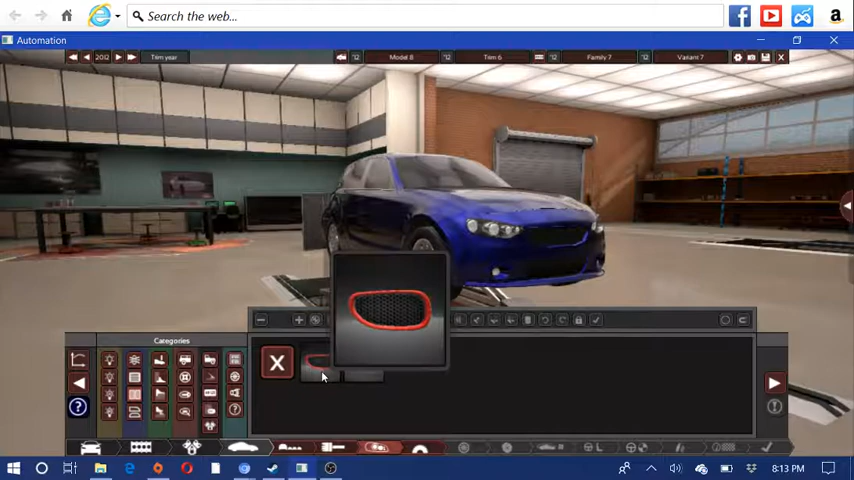 Search the web...
Automation
2012
Trim year
Model 8
Trim 6
Family 7
Variant 7
Categories
X
8:13 PM